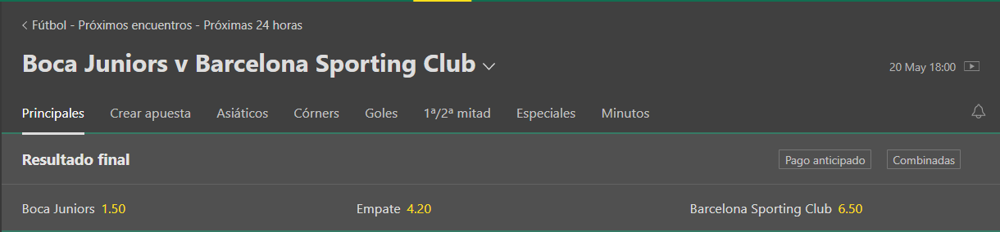 Fútbol - Próximos encuentros - Próximas 24 horas
Boca Juniors v Barcelona Sporting Club
20 May 18:00
Principales Crear apuesta Asiáticos Córners Goles 1ª/2ª mitad Especiales Minutos
Resultado final Pago anticipado Combinadas
Boca Juniors 1.50 Empate 4.20 Barcelona Sporting Club 6.50